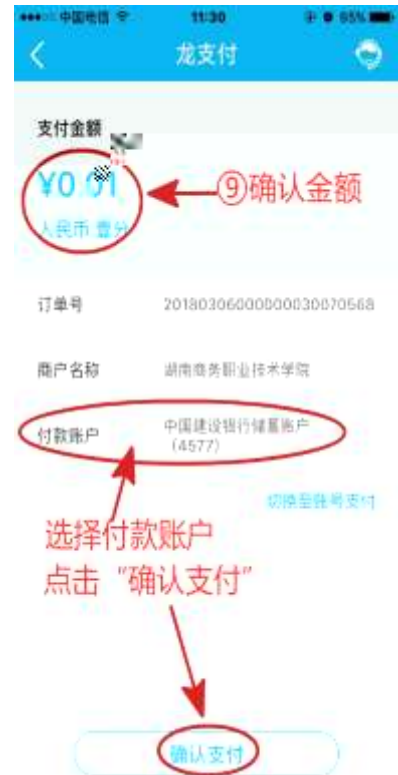 中国电信 11:30 65%
龙支付
支付金额
¥0.01
⑨确认金额
人民币 壹分
订单号 20180306000000030070568
商户名称 湖南商务职业技术学院
付款账户 中国建设银行储蓄账户
(4577)
切换至账号支付
选择付款账户
点击“确认支付”
确认支付